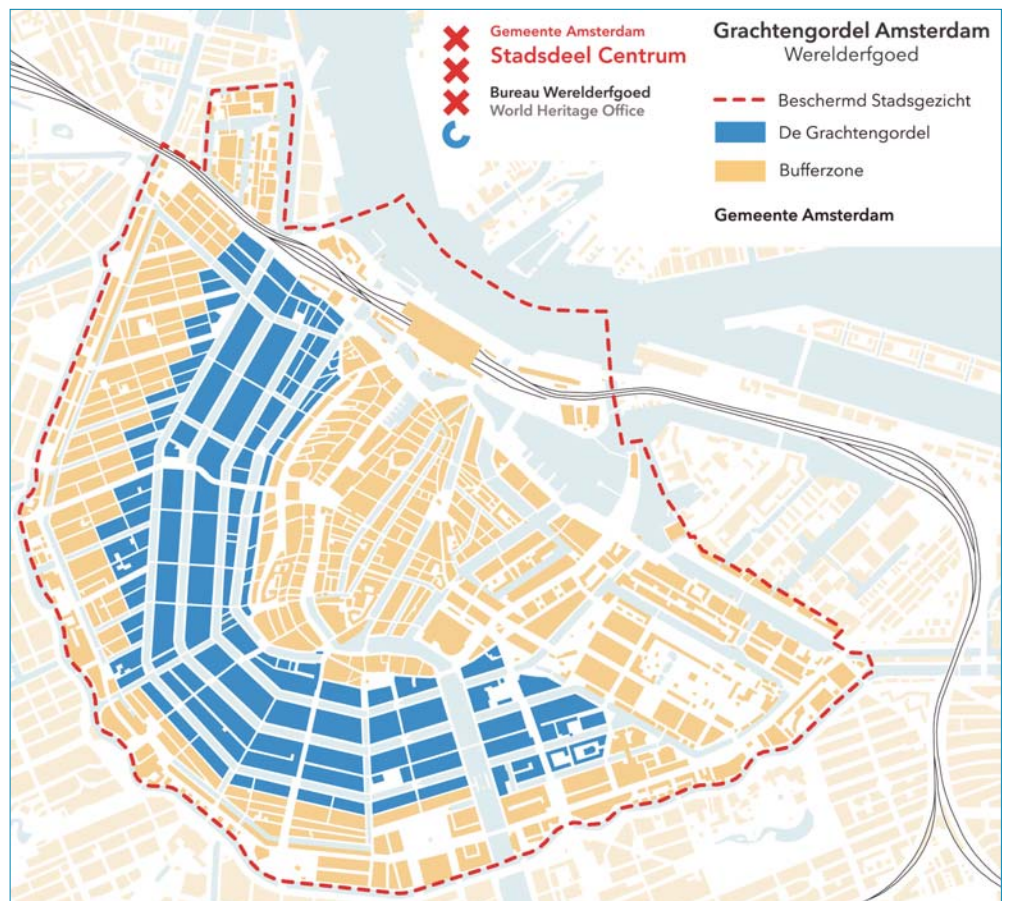 Gemeente Amsterdam
Stadsdeel Centrum
Bureau Werelderfgoed
World Heritage Office
Grachtengordel Amsterdam
Werelderfgoed
Beschermd Stadsgezicht
De Grachtengordel
Bufferzone
Gemeente Amsterdam